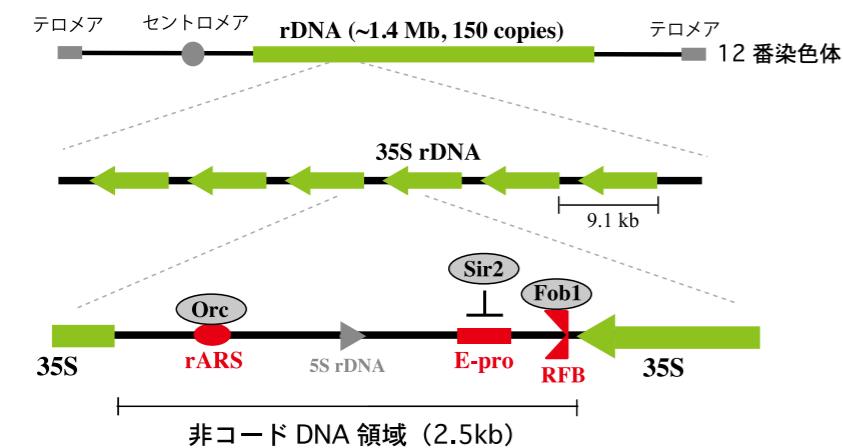 テロメア
セントロメア
rDNA (~1.4 Mb, 150 copies)
テロメア
12 番染色体
35S rDNA
9.1 kb
Sir2
Fob1
Orc
35S
rARS
5S rDNA
E-pro
RFB
35S
非コード DNA 領域（2.5kb）